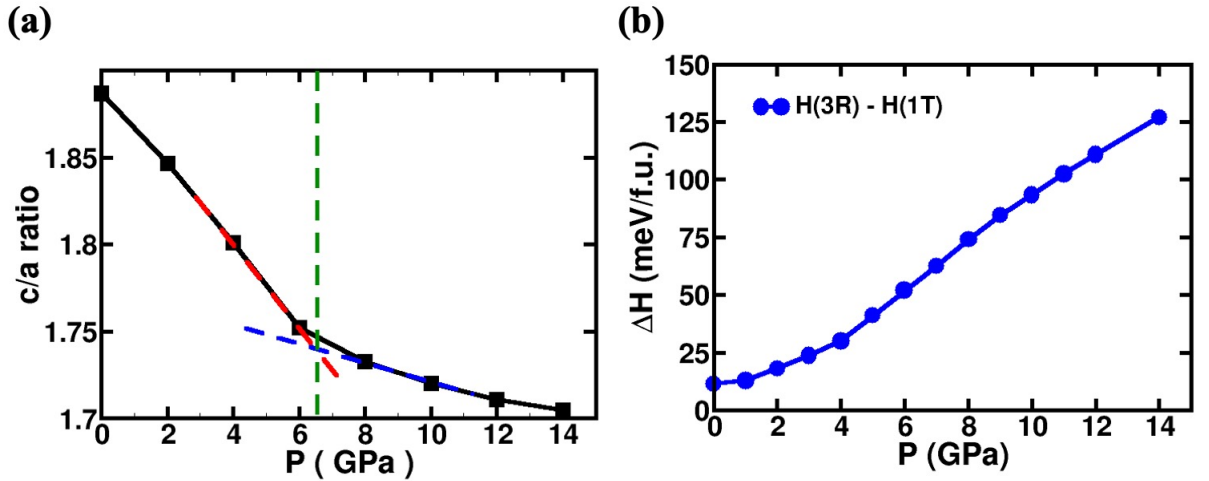 (a)
1.85
1.8
1.75
1.7
c/a ratio
0 2 4 6 8 10 12 14
P ( GPa )
(b)
150
125
100
75
50
25
0
ΔH (meV/f.u.)
H(3R) - H(1T)
0 2 4 6 8 10 12 14
P (GPa)